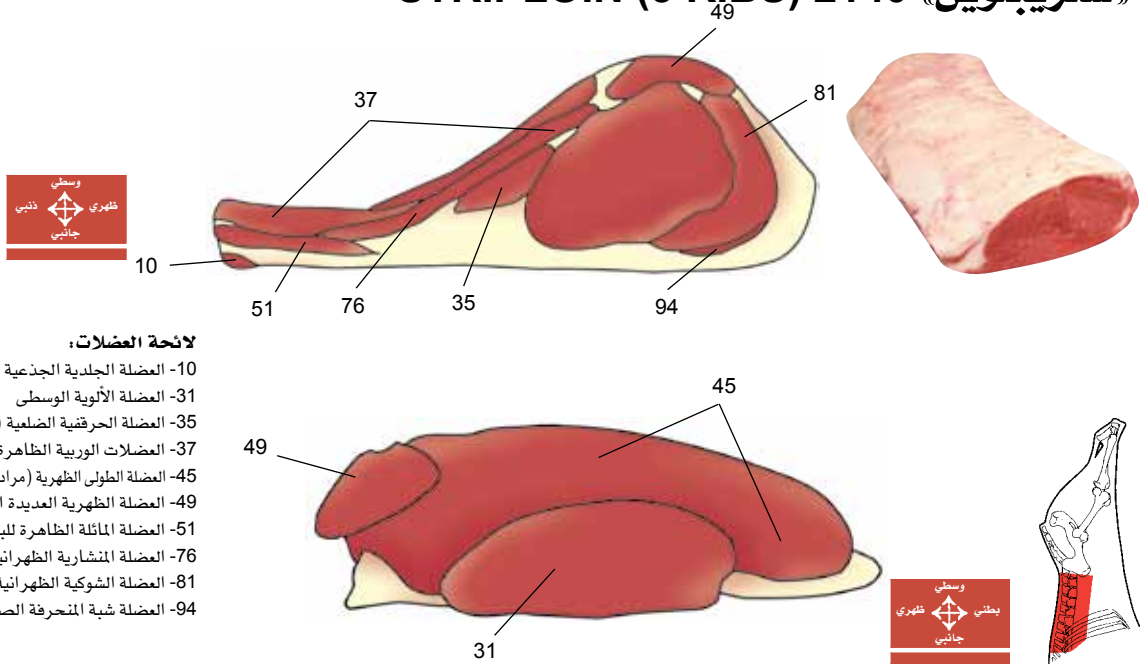 49
37
81
وسطي
ظهري ذنبي
جانبي
10
51
76
35
94
لائحة العضلات:
10- العضلة الجلدية الجذعية
31- العضلة الألوية الوسطى
35- العضلة الحرقفية الضلعية
37- العضلات الوربية الظاهرة
45- العضلة الطولى الظهرية
49- العضلة الظهرية العديدة
51- العضلة المائلة الظاهرة
76- العضلة المنشارية
81- العضلة الشوكية
94- العضلة شبة المنحرفة
45
49
31
وسطي
بطني ظهري
جانبي